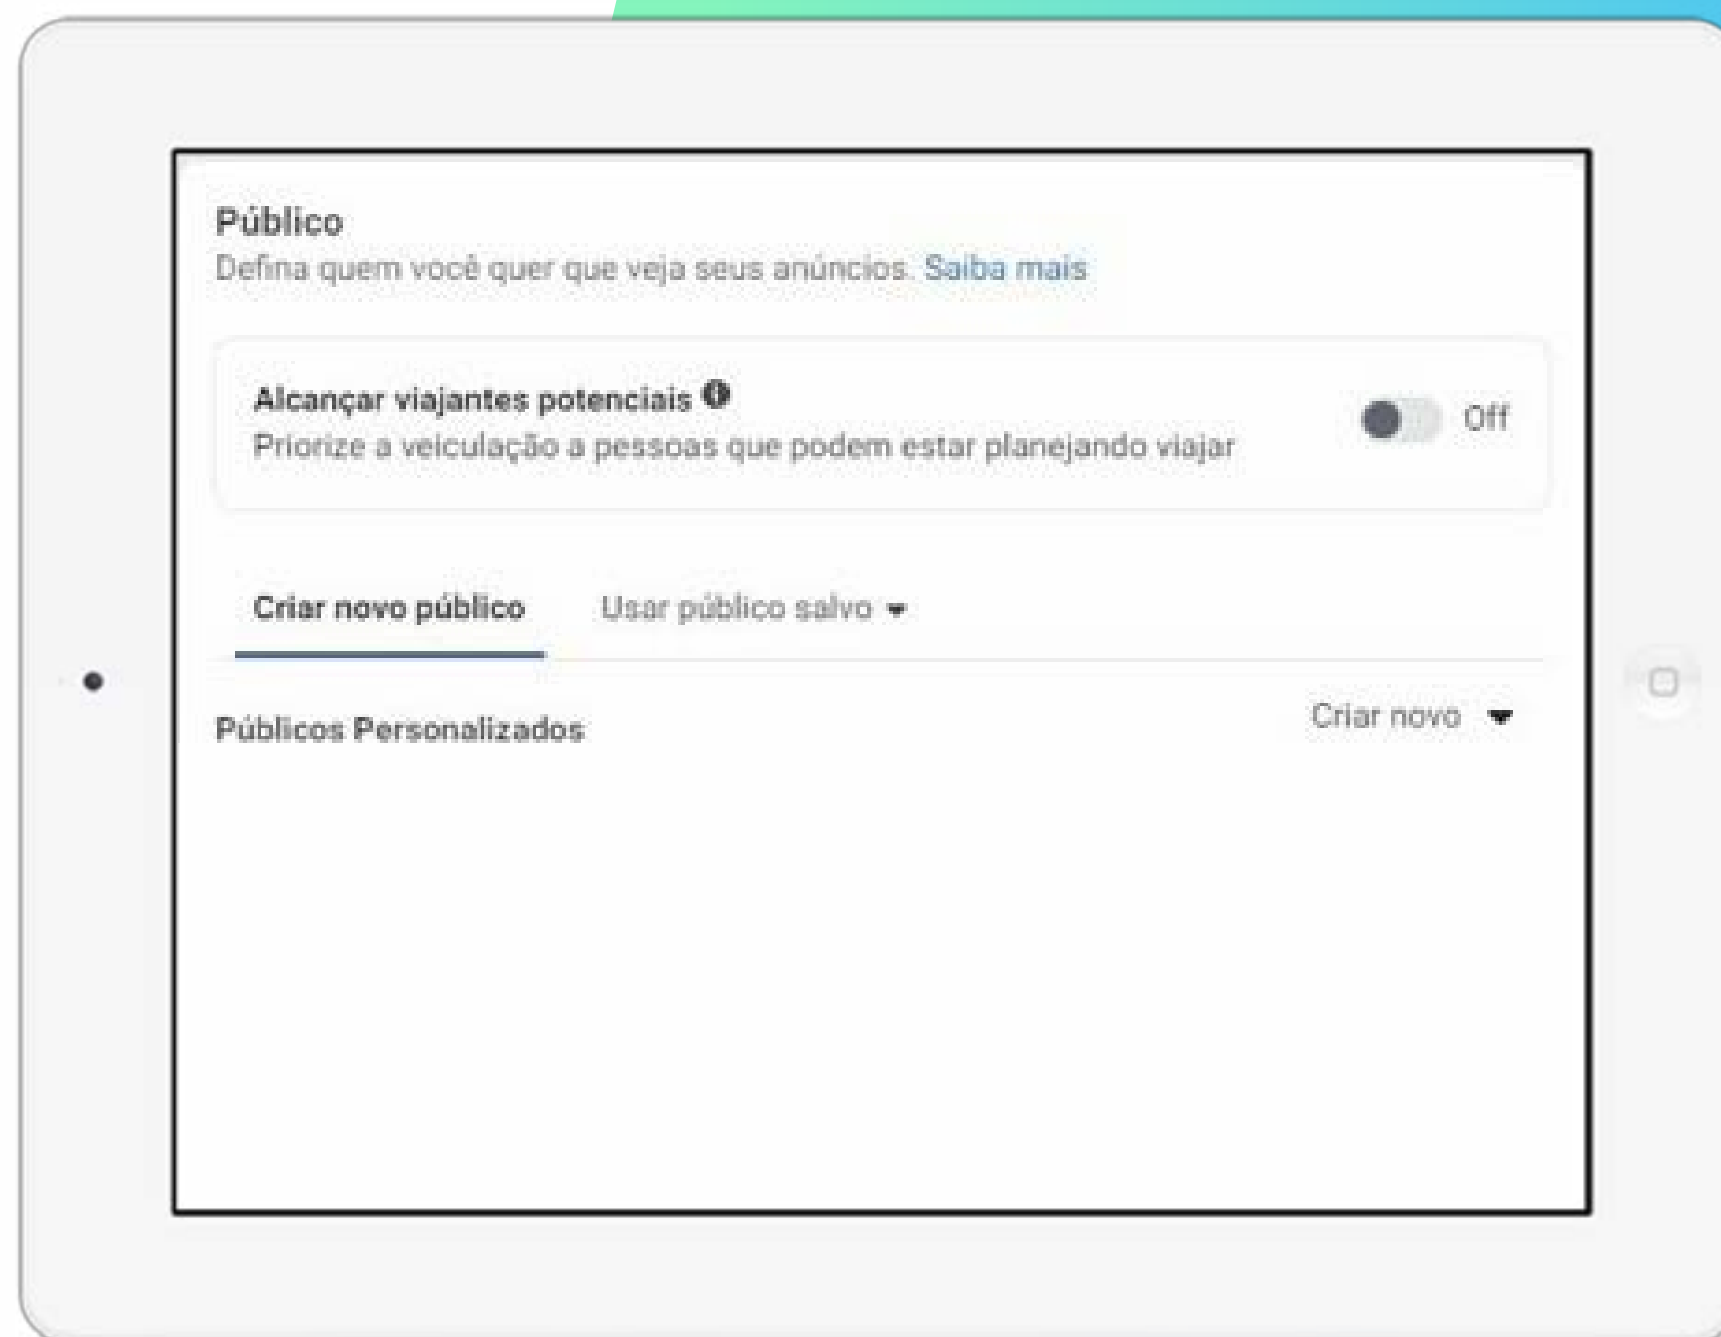 Público
Defina quem você quer que veja seus anúncios. Saiba mais
Alcançar viajantes potenciais
Priorize a veiculação a pessoas que podem estar planejando viajar
Off
Criar novo público Usar público salvo
Públicos Personalizados Criar novo